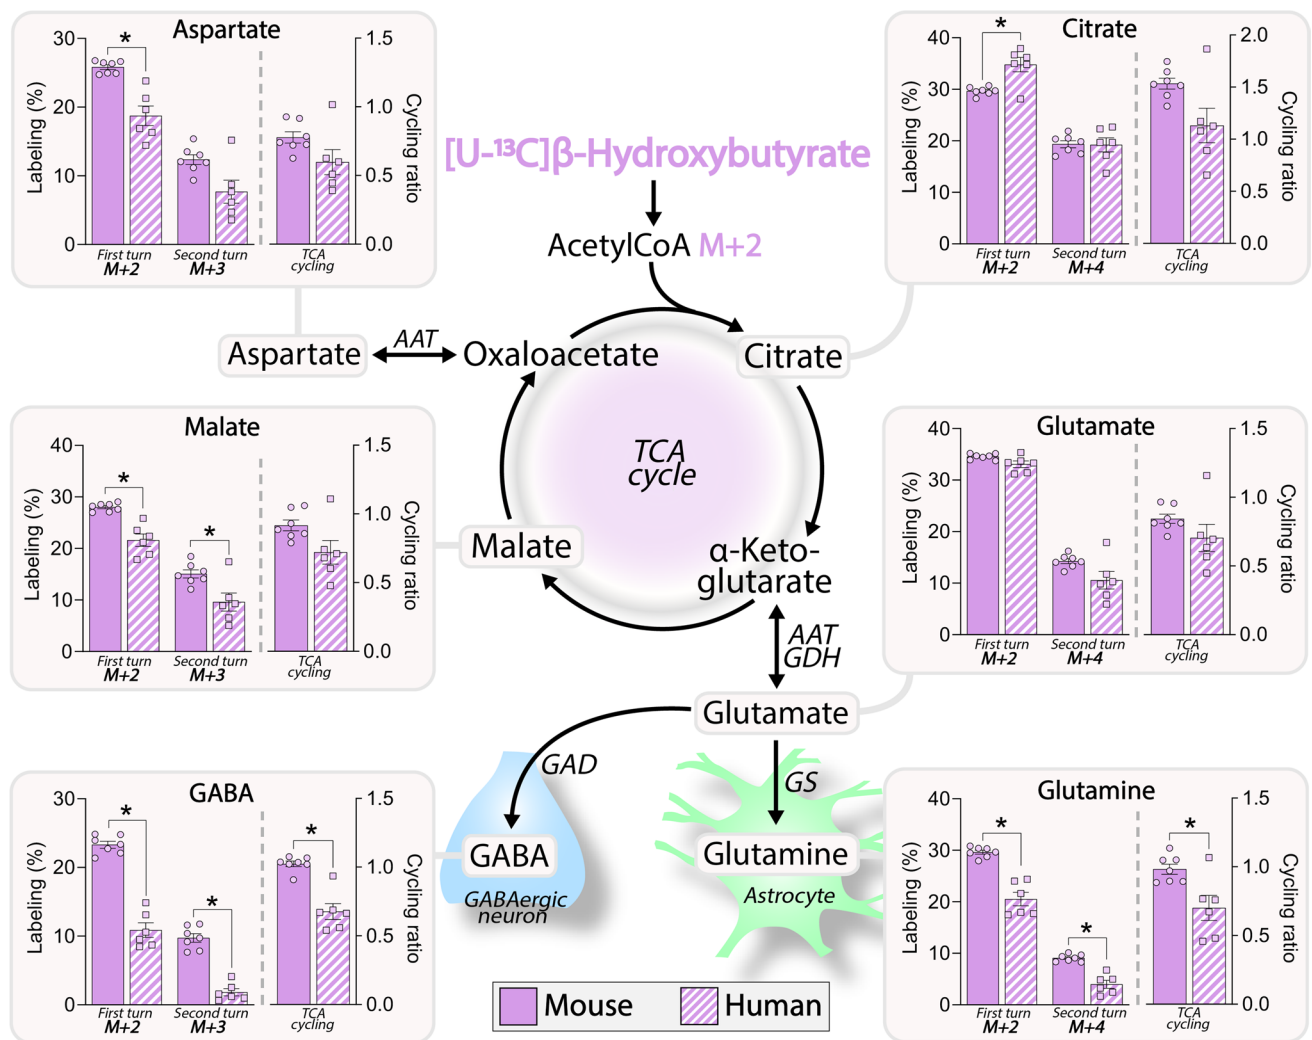 Aspartate
Labeling (%)
30
20
10
0
*
1.5
1.0
0.5
0.0
Cycling ratio
First turn
M+2
Second turn
M+3
TCA
cycling
[U-¹³C]β-Hydroxybutyrate
AcetylCoA M+2
Citrate
Labeling (%)
40
30
20
10
0
*
2.0
1.5
1.0
0.5
0.0
Cycling ratio
First turn
M+2
Second turn
M+4
TCA
cycling
Aspartate
AAT
Oxaloacetate
Citrate
TCA
cycle
Malate
α-Keto-
glutarate
AAT
GDH
Glutamate
Malate
Labeling (%)
40
30
20
10
0
*
*
1.5
1.0
0.5
0.0
Cycling ratio
First turn
M+2
Second turn
M+3
TCA
cycling
Glutamate
Labeling (%)
40
30
20
10
0
1.5
1.0
0.5
0.0
Cycling ratio
First turn
M+2
Second turn
M+4
TCA
cycling
GAD
GS
GABA
GABAergic
neuron
Glutamine
Astrocyte
GABA
Labeling (%)
30
20
10
0
*
*
*
1.5
1.0
0.5
0.0
Cycling ratio
First turn
M+2
Second turn
M+3
TCA
cycling
Glutamine
Labeling (%)
40
30
20
10
0
*
*
*
1.5
1.0
0.5
0.0
Cycling ratio
First turn
M+2
Second turn
M+4
TCA
cycling
Mouse
Human